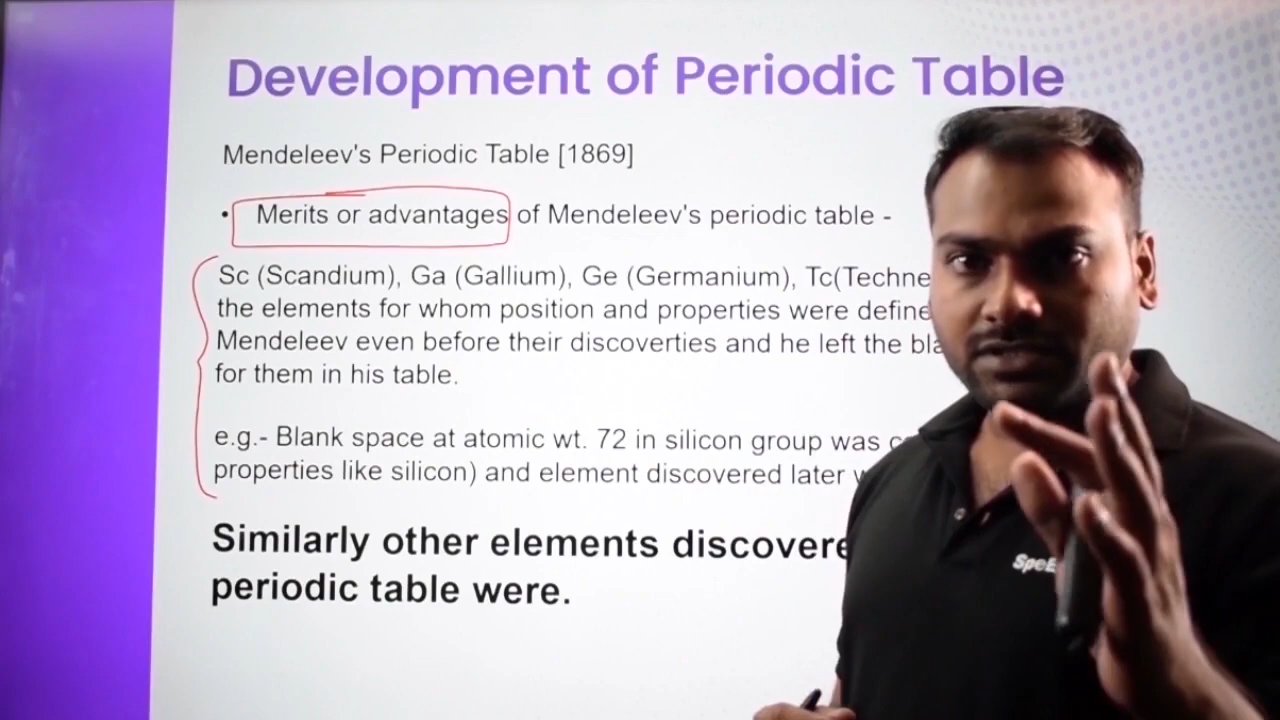 Development of Periodic Table
Mendeleev's Periodic Table [1869]
• Merits or advantages of Mendeleev's periodic table -
Sc (Scandium), Ga (Gallium), Ge (Germanium), Tc(Techne
the elements for whom position and properties were define
Mendeleev even before their discoverties and he left the bla
for them in his table.
e.g.- Blank space at atomic wt. 72 in silicon group was
properties like silicon) and element discovered later
Similarly other elements discovere
periodic table were.
SpeE